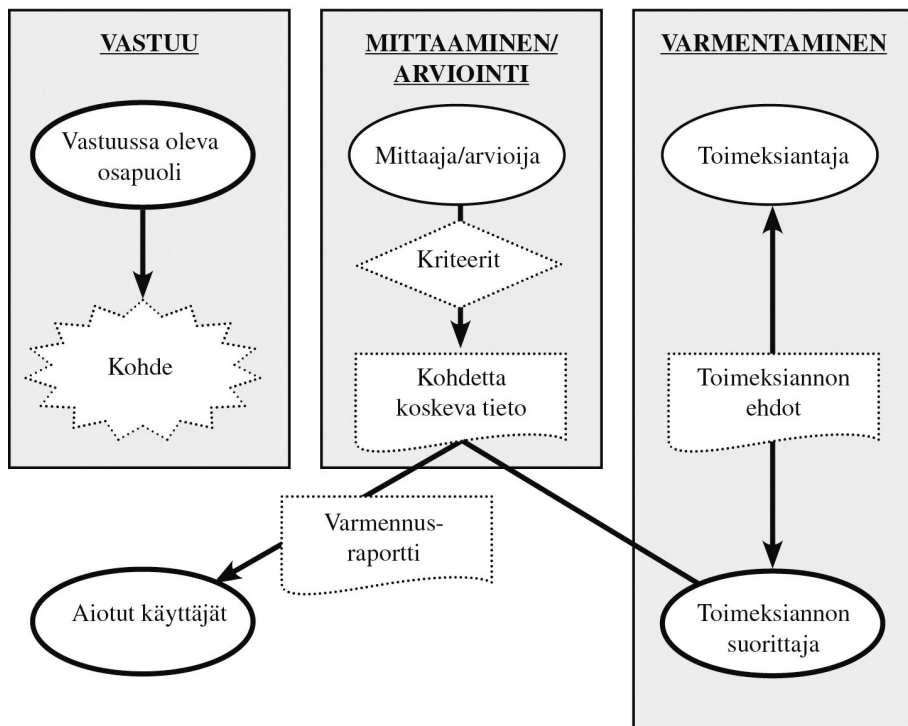 VASTUU
Vastuussa oleva
osapuoli
Kohde
MITTAAMINEN/
ARVIOINTI
Mittaaja/arvioija
Kriteerit
Kohdetta
koskeva tieto
VARMENTAMINEN
Toimeksiantaja
Toimeksiannon
ehdot
Toimeksiannon
suorittaja
Varmennus-
raportti
Aiotut käyttäjät